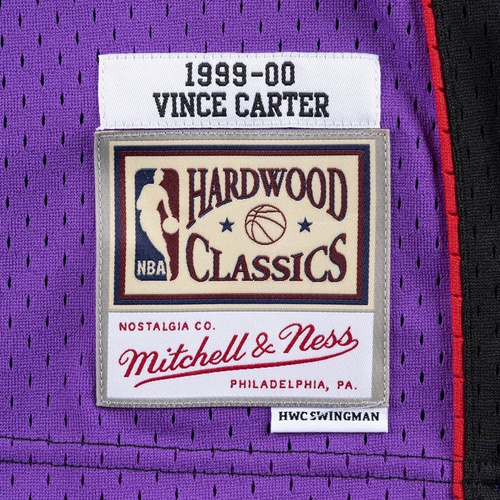 1999-00
VINCE CARTER
HARDWOOD
CLASSICS
NBA
NOSTALGIA CO.
Mitchell & Ness
PHILADELPHIA, PA.
HWC SWINGMAN